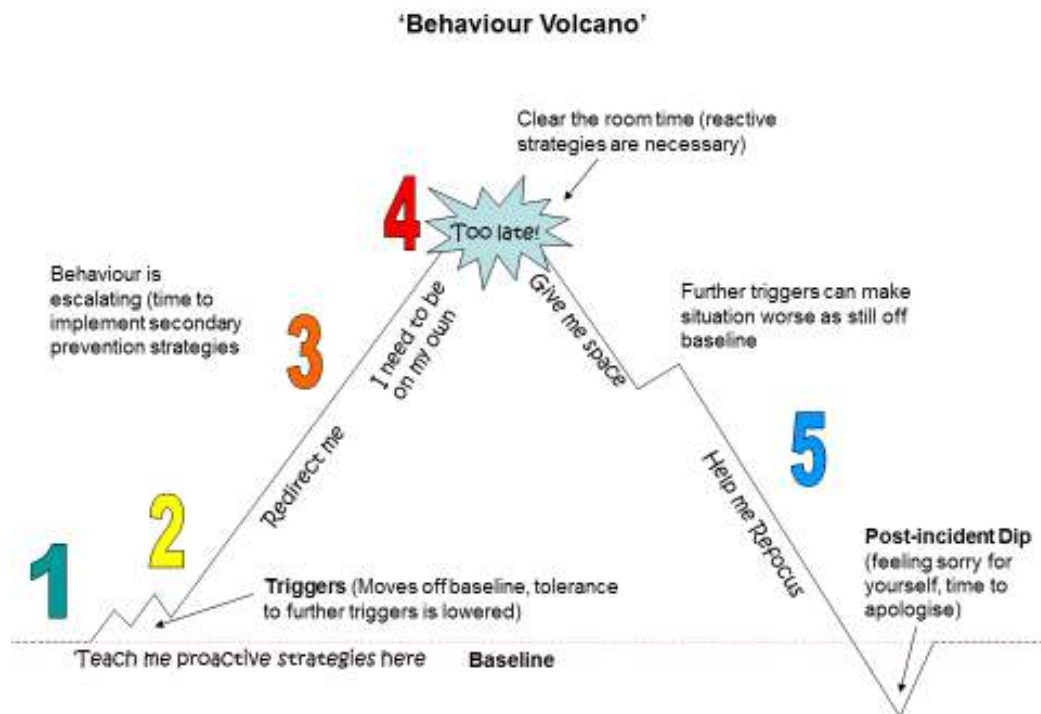 'Behaviour Volcano'
Clear the room time (reactive
strategies are necessary)
4
Too late!
Behaviour is
escalating (time to
implement secondary
prevention strategies
3
I need to be
on my own
Give me space
Further triggers can make
situation worse as still off
baseline
Redirect me
5
Help me Refocus
2
1
Triggers (Moves off baseline, tolerance
to further triggers is lowered)
Post-incident Dip
(feeling sorry for
yourself, time to
apologise)
Teach me proactive strategies here
Baseline